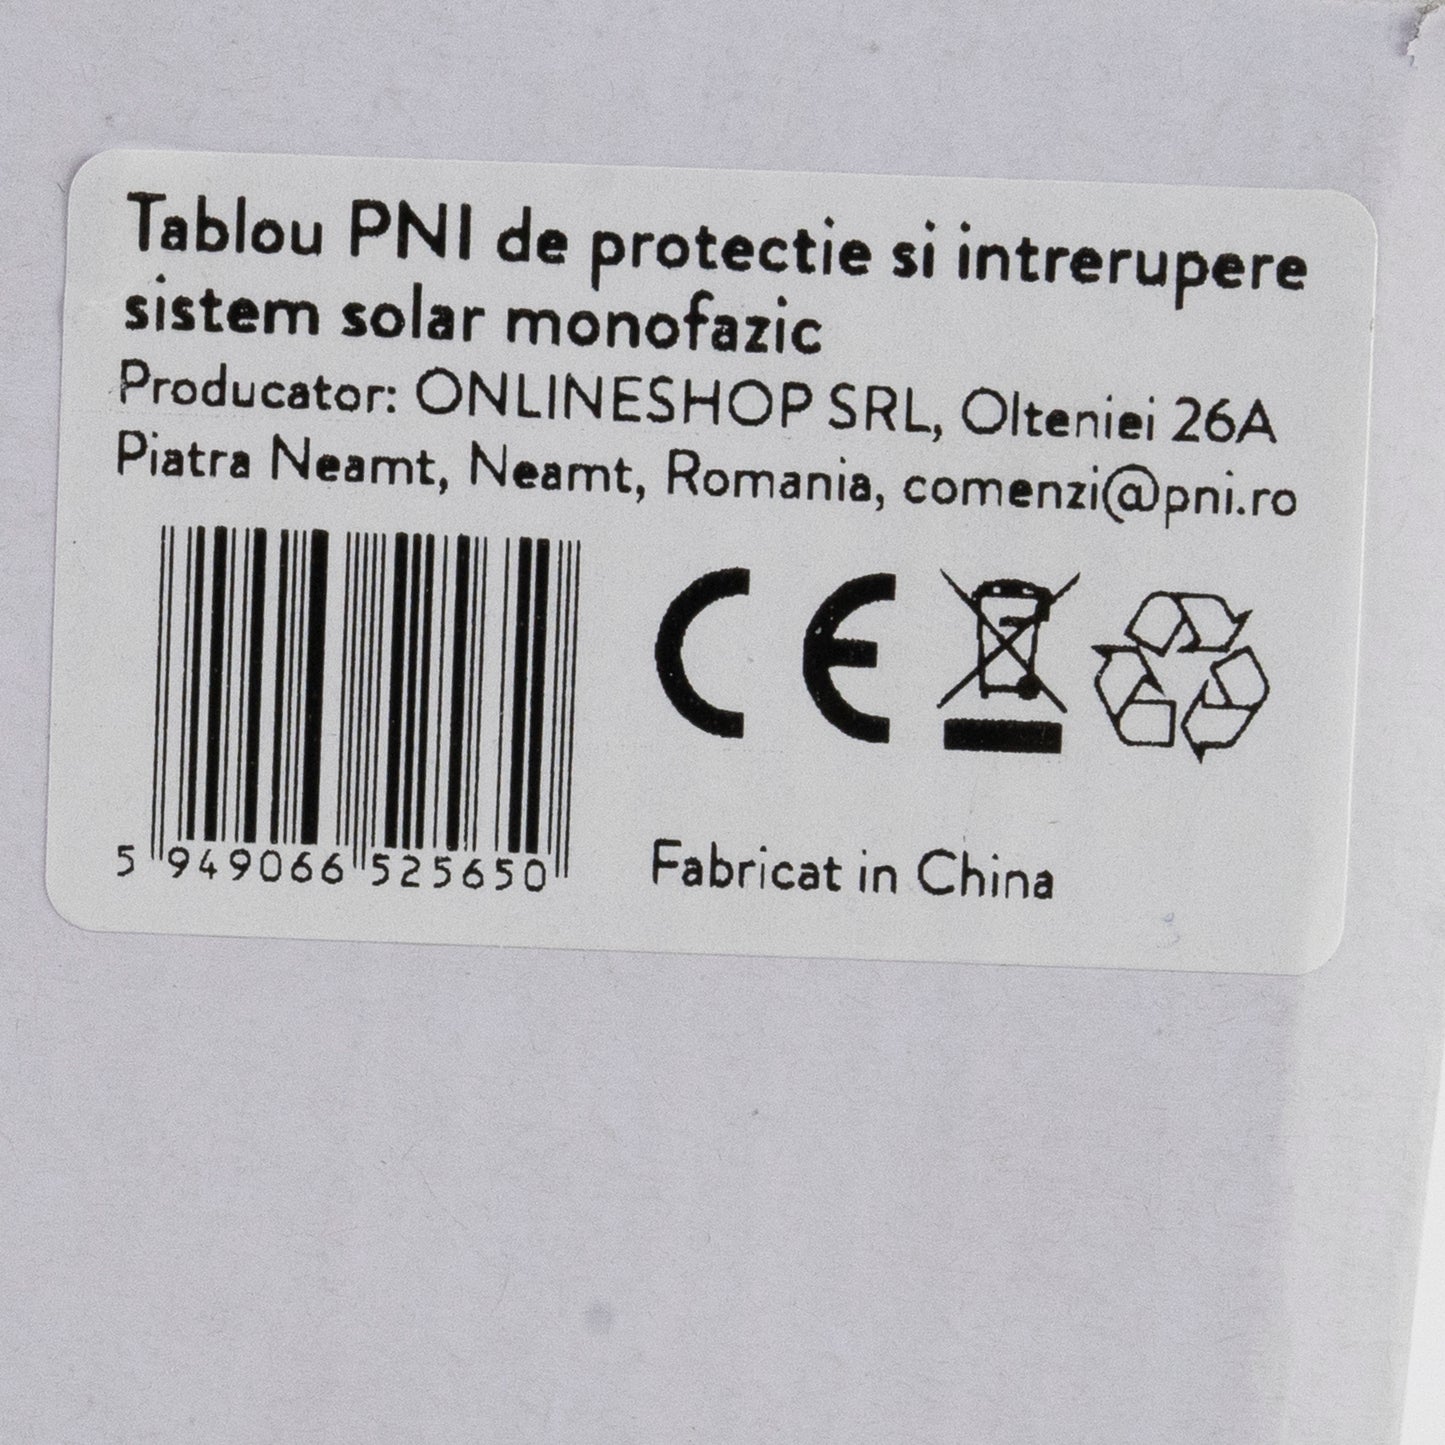 Tablou PNI de protectie si intrerupere
sistem solar monofazic
Producator: ONLINESHOP SRL, Olteniei 26A
Piatra Neamt, Neamt, Romania, comenzi@pni.ro
CE
5 949066 525650
Fabricat in China